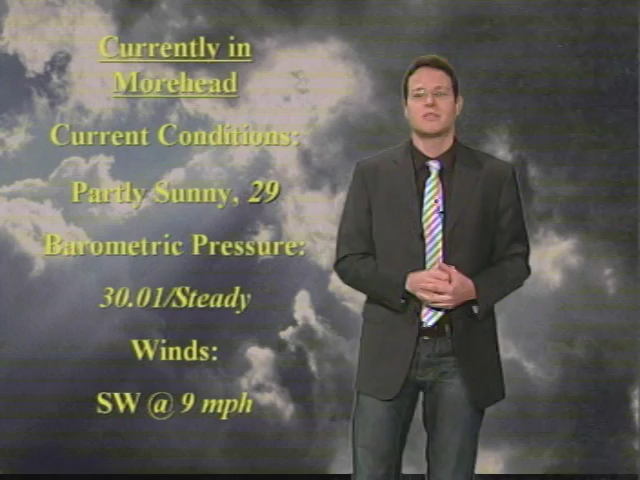 Currently in
Morehead
Current Conditions:
Partly Sunny, 29
Barometric Pressure:
30.01/Steady
Winds:
SW @ 9 mph